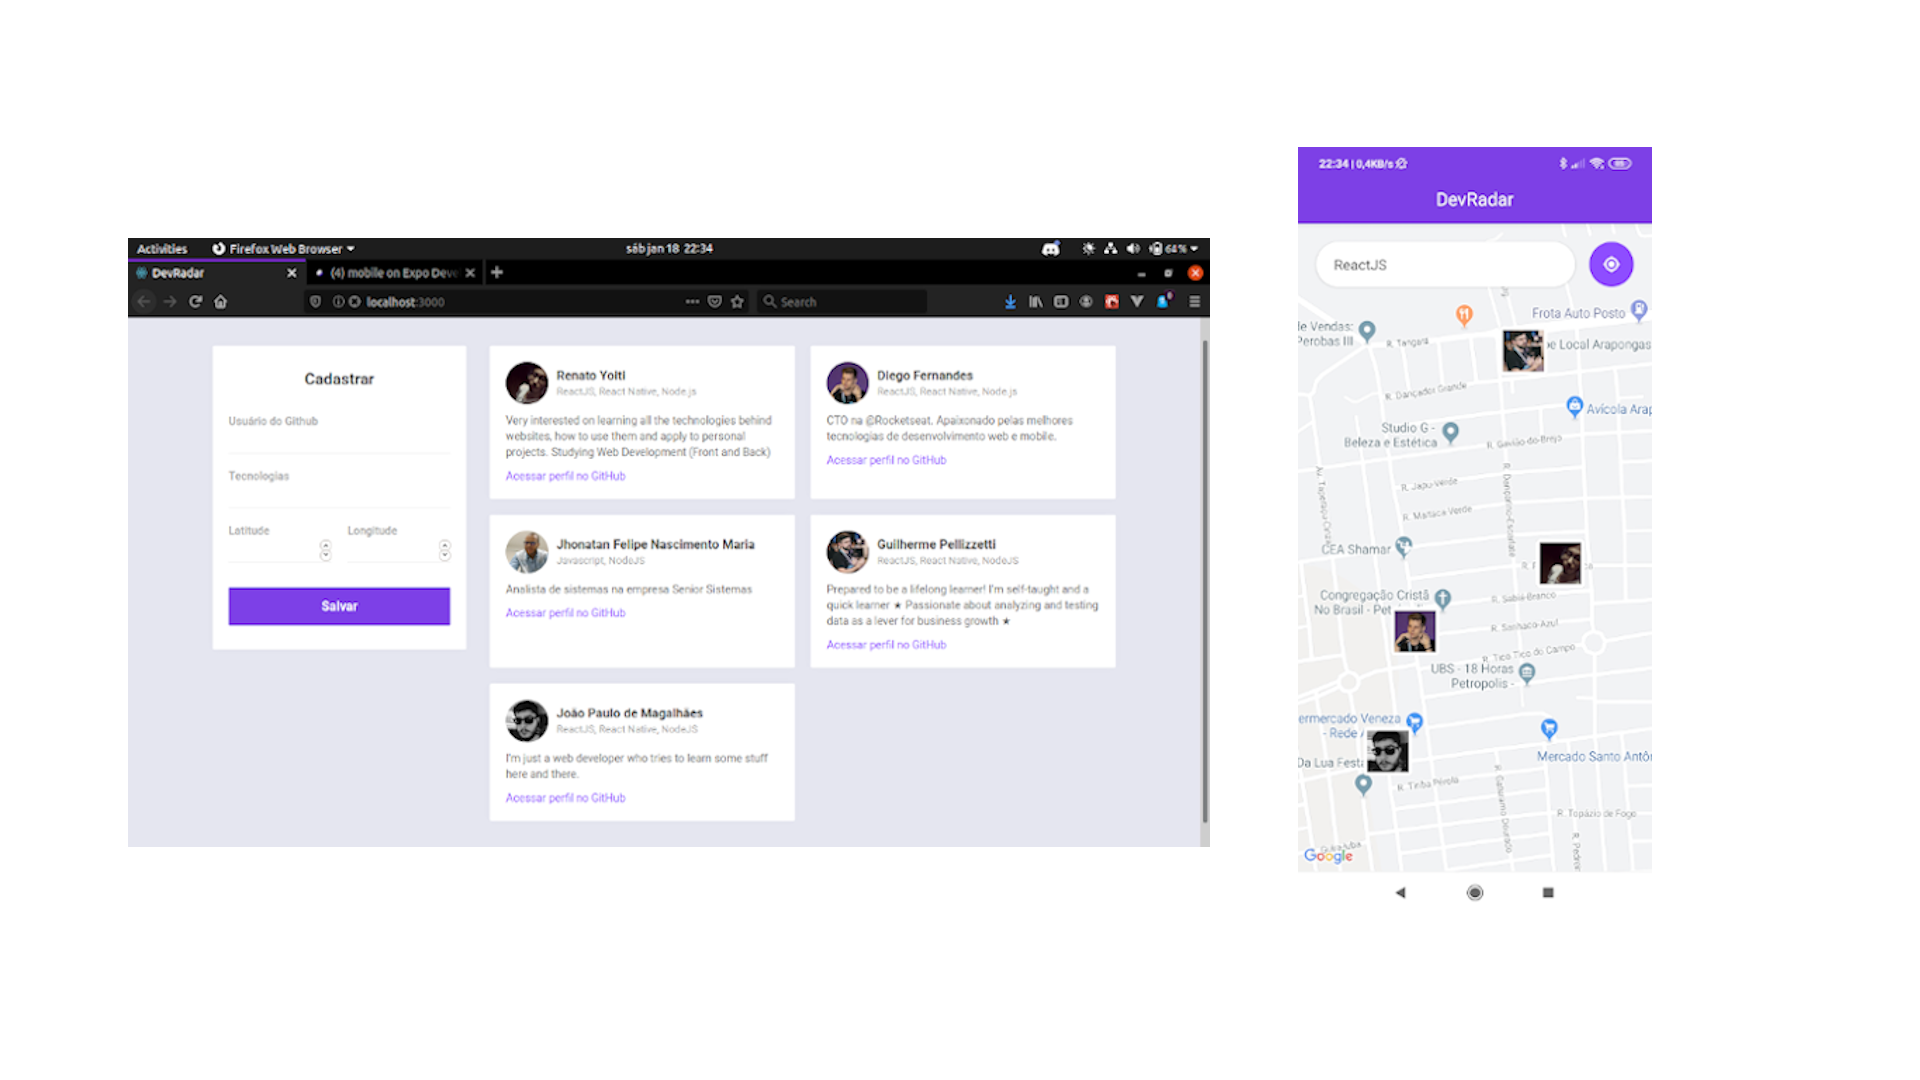 Activities
Firefox Web Browser
sáb jan 18 22:34
64%
DevRadar
(4) mobile on Expo Deve
localhost:3000
Search
Cadastrar
Usuário do Github
Tecnologias
Latitude
Longitude
Salvar
Renato Yoiti
ReactJS, React Native, Node.js
Very interested on learning all the technologies behind
websites, how to use them and apply to personal
projects. Studying Web Development (Front and Back)
Acessar perfil no GitHub
Diego Fernandes
ReactJS, React Native, Node.js
CTO na @Rocketseat. Apaixonado pelas melhores
tecnologias de desenvolvimento web e mobile.
Acessar perfil no GitHub
Jhonatan Felipe Nascimento Maria
Javascript, NodeJS
Analista de sistemas na empresa Senior Sistemas
Acessar perfil no GitHub
Guilherme Pellizzetti
ReactJS, React Native, NodeJS
Prepared to be a lifelong learner! I'm self-taught and a
quick learner ★ Passionate about analyzing and testing
data as a lever for business growth ★
Acessar perfil no GitHub
João Paulo de Magalhães
ReactJS, React Native, NodeJS
I'm just a web developer who tries to learn some stuff
here and there.
Acessar perfil no GitHub
22:34 | 0,4KB/s
DevRadar
ReactJS
Frota Auto Posto
de Vendas:
Perobas III
R. Tangará
e Local Arapongas
R. Dançador Grande
Avícola Arap
Studio G -
Beleza e Estética
R. Gavião-do-Brejo
R. Japu-Verde
R. Maitaca Verde
CEA Shamar
Congregação Cristã
No Brasil - Pet
R. Sabiá-Branco
R. Sanhaço-Azul
R. Tico Tico do Campo
UBS - 18 Horas
Petropolis -
ermercado Veneza
- Rede
Mercado Santo Antôn
Da Lua Festa
R. Tiriba Pérola
R. Gaturamo Dourado
R. Topázio de Fogo
R. Pedrei
Google